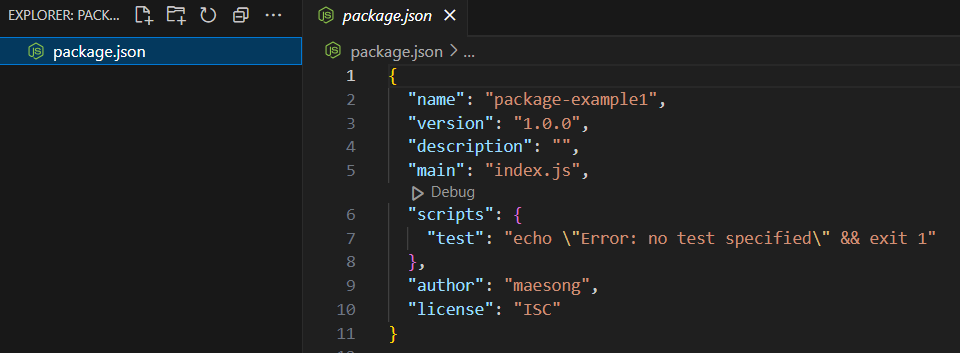 EXPLORER: PACK...
package.json
package.json
package.json > ...
1 {
2 "name": "package-example1",
3 "version": "1.0.0",
4 "description": "",
5 "main": "index.js",
Debug
6 "scripts": {
7 "test": "echo \"Error: no test specified\" && exit 1"
8 },
9 "author": "maesong",
10 "license": "ISC"
11 }